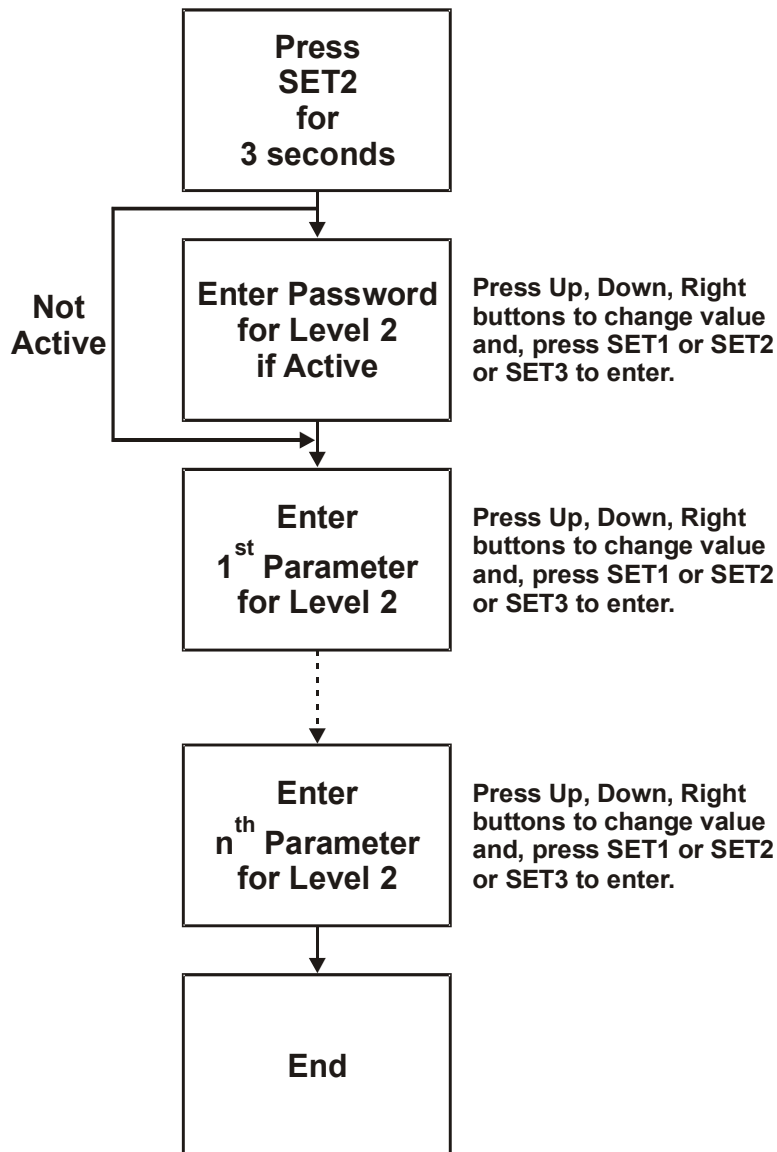 Press
SET2
for
3 seconds
Not
Active
Enter Password
for Level 2
if Active
Press Up, Down, Right
buttons to change value
and, press SET1 or SET2
or SET3 to enter.
Enter
1st Parameter
for Level 2
Press Up, Down, Right
buttons to change value
and, press SET1 or SET2
or SET3 to enter.
Enter
nth Parameter
for Level 2
Press Up, Down, Right
buttons to change value
and, press SET1 or SET2
or SET3 to enter.
End